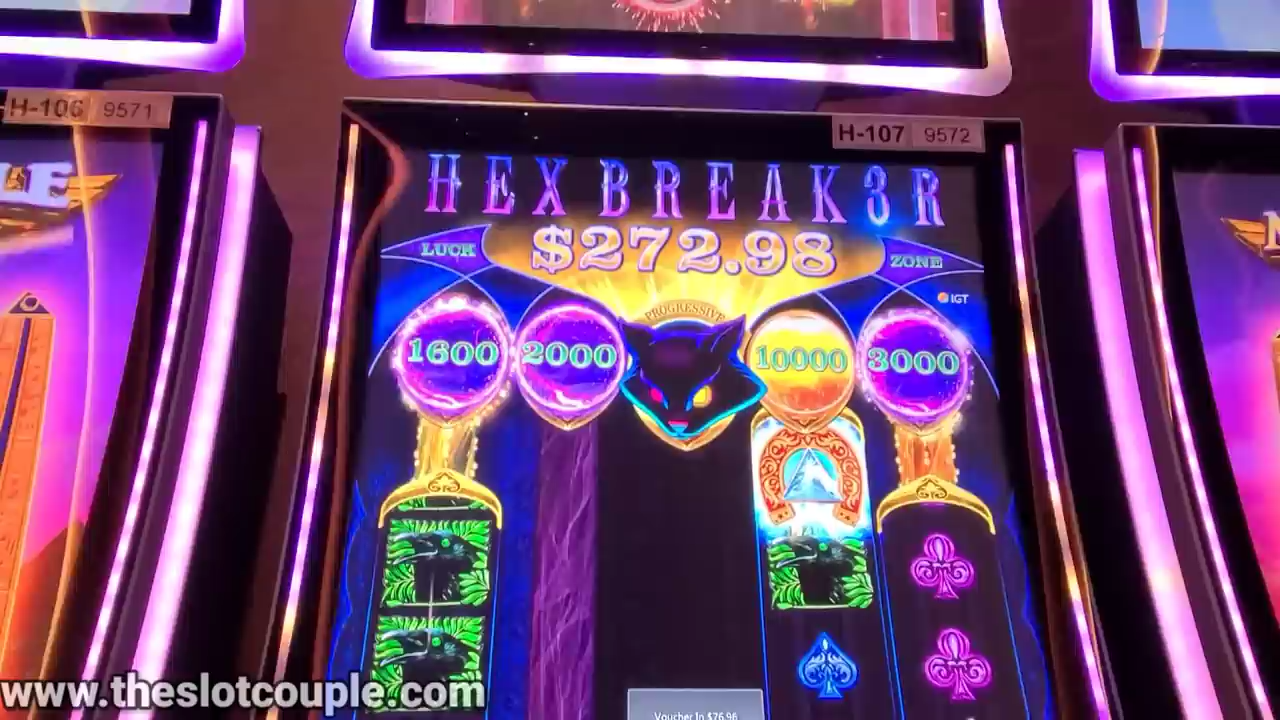 H-106 9571
H-107 9572
HEXBREAK3R
LUCK
$272.98
ZONE
IGT
PROGRESSIVE
1600
2000
10000
3000
Voucher In $76.96
www.theslotcouple.com